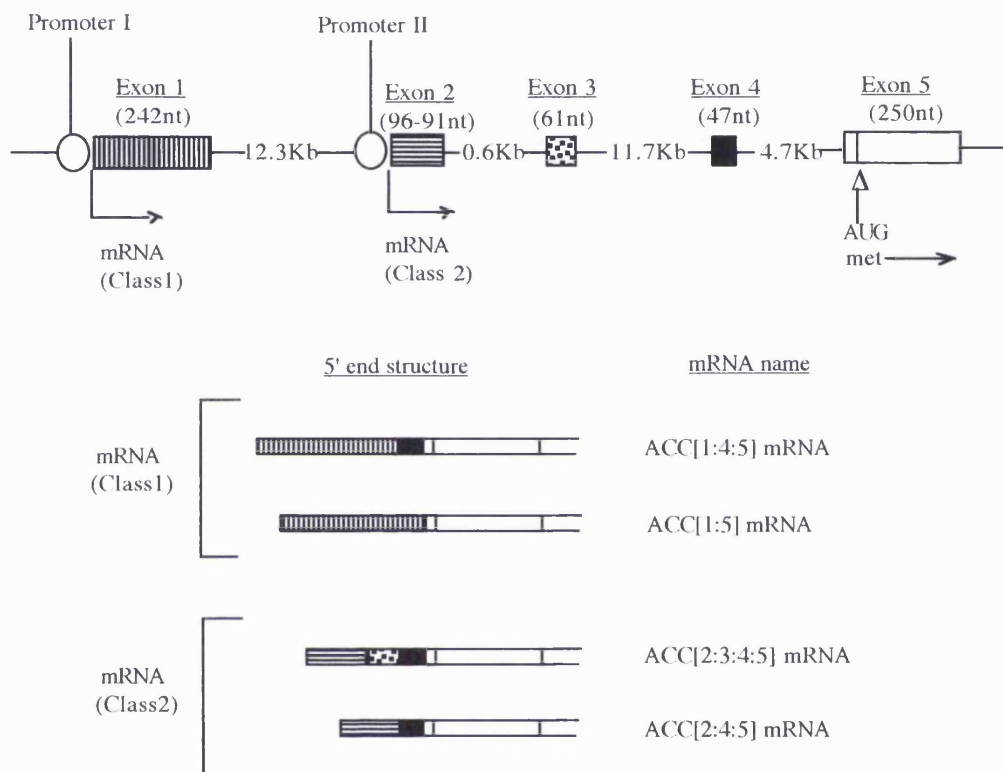 Promoter I
Promoter II
Exon 1
(242nt)
Exon 2
(96-91nt)
Exon 3
(61nt)
Exon 4
(47nt)
Exon 5
(250nt)
12.3Kb
0.6Kb
11.7Kb
4.7Kb
mRNA
(Class1)
mRNA
(Class 2)
AUG
met
5' end structure
mRNA name
mRNA
(Class1)
ACC[1:4:5] mRNA
ACC[1:5] mRNA
mRNA
(Class2)
ACC[2:3:4:5] mRNA
ACC[2:4:5] mRNA